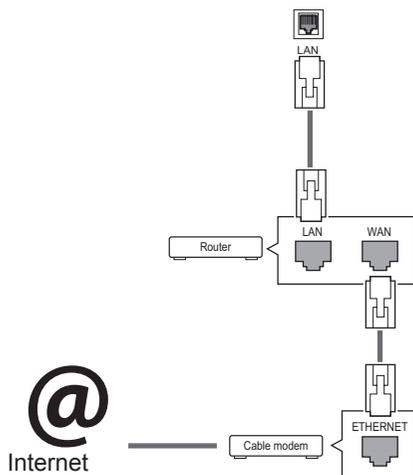 LAN
LAN WAN
Router
ETHERNET
@
Internet
Cable modem